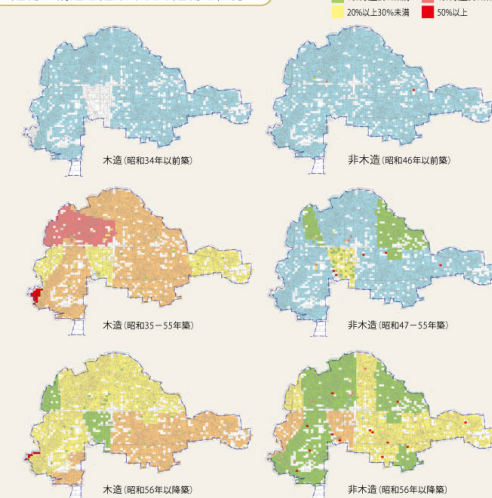 20%以上30%未満
50%以上
木造(昭和34年以前築)
非木造(昭和46年以前築)
木造(昭和35−55年築)
非木造(昭和47−55年築)
木造(昭和56年以降築)
非木造(昭和56年以降築)